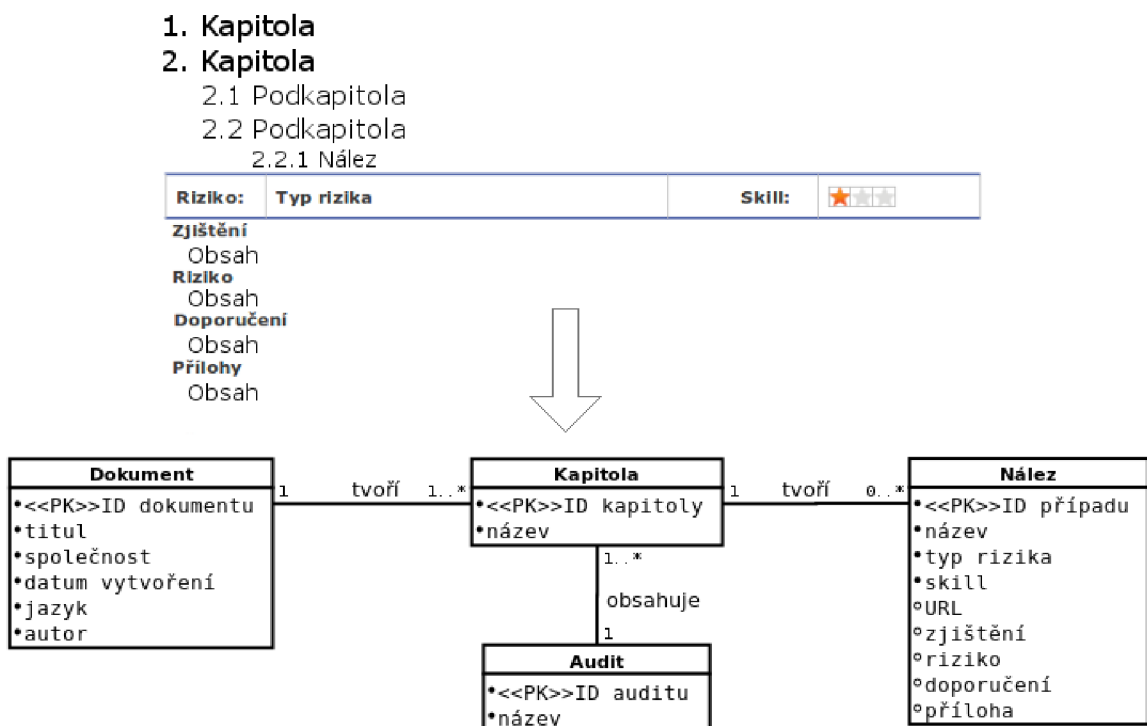 1. Kapitola
2. Kapitola
2.1 Podkapitola
2.2 Podkapitola
2.2.1 Nález
Riziko: Typ rizika Skill:
Zjištění
Obsah
Riziko
Obsah
Doporučení
Obsah
Přílohy
Obsah
Dokument
•<<PK>>ID dokumentu
•titul
•společnost
•datum vytvoření
•jazyk
•autor
1 tvoří 1..*
Kapitola
•<<PK>>ID kapitoly
•název
1 tvoří 0..*
Nález
•<<PK>>ID případu
•název
•typ rizika
•skill
°URL
°zjištění
°riziko
°doporučení
°příloha
1..*
obsahuje
1
Audit
•<<PK>>ID auditu
•název